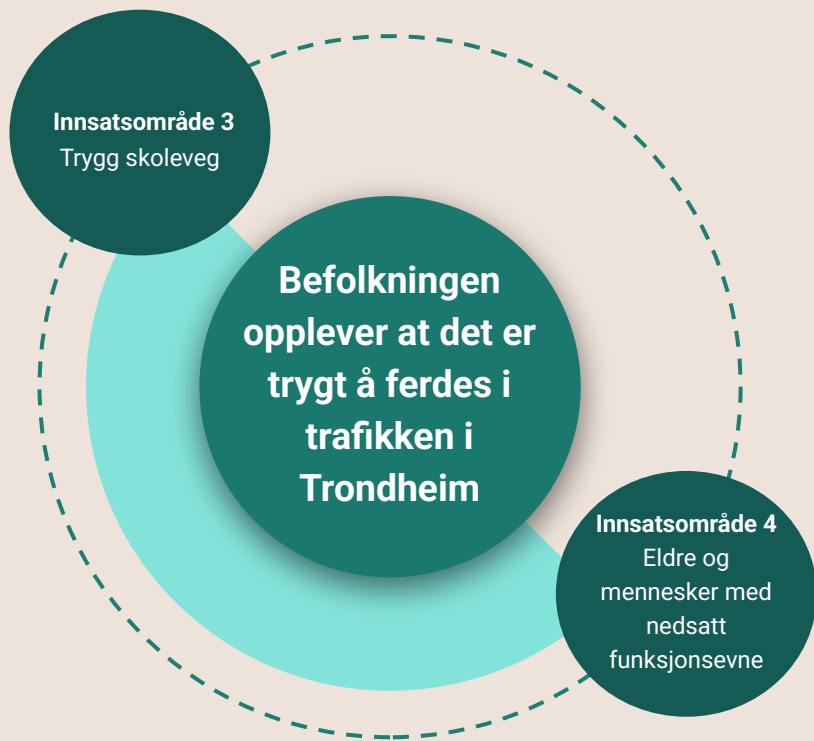 Innsatsområde 3
Trygg skoleveg
Befolkningen
opplever at det er
trygt å ferdes i
trafikken i
Trondheim
Innsatsområde 4
Eldre og
mennesker med
nedsatt
funksjonsevne